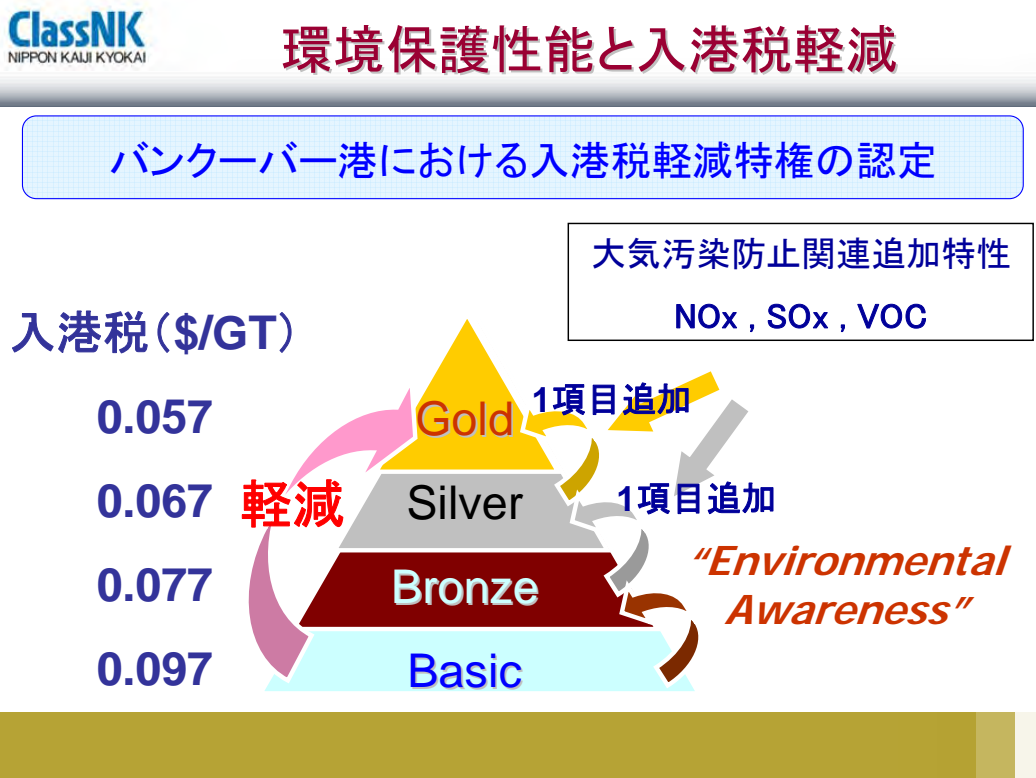 ClassNK
NIPPON KAIJI KYOKAI
環境保護性能と入港税軽減
バンクーバー港における入港税軽減特権の認定
大気汚染防止関連追加特性
NOx , SOx , VOC
入港税($/GT)
0.057
Gold
1項目追加
0.067
軽減
Silver
1項目追加
0.077
Bronze
“Environmental
Awareness”
0.097
Basic